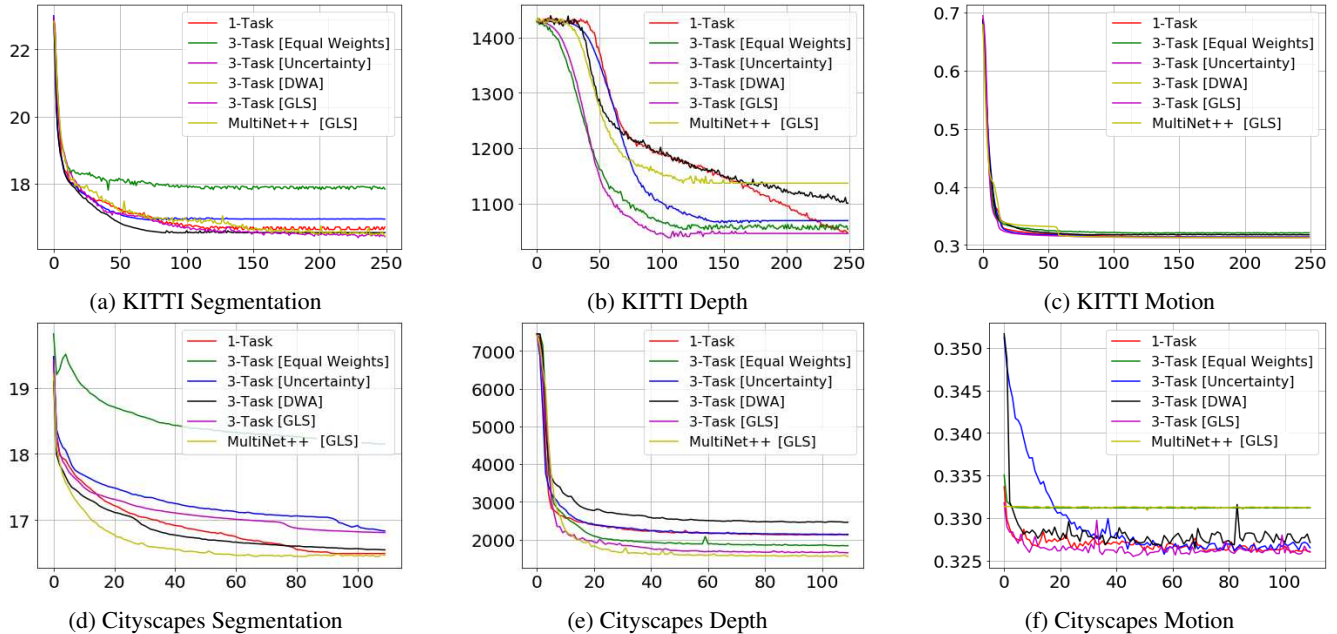 22
20
18
0
50
100
150
200
250
1-Task
3-Task [Equal Weights]
3-Task [Uncertainty]
3-Task [DWA]
3-Task [GLS]
MultiNet++ [GLS]
(a) KITTI Segmentation
1400
1300
1200
1100
0
50
100
150
200
250
1-Task
3-Task [Equal Weights]
3-Task [Uncertainty]
3-Task [DWA]
3-Task [GLS]
MultiNet++ [GLS]
(b) KITTI Depth
0.7
0.6
0.5
0.4
0.3
0
50
100
150
200
250
1-Task
3-Task [Equal Weights]
3-Task [Uncertainty]
3-Task [DWA]
3-Task [GLS]
MultiNet++ [GLS]
(c) KITTI Motion
19
18
17
0
20
40
60
80
100
1-Task
3-Task [Equal Weights]
3-Task [Uncertainty]
3-Task [DWA]
3-Task [GLS]
MultiNet++ [GLS]
(d) Cityscapes Segmentation
7000
6000
5000
4000
3000
2000
0
20
40
60
80
100
1-Task
3-Task [Equal Weights]
3-Task [Uncertainty]
3-Task [DWA]
3-Task [GLS]
MultiNet++ [GLS]
(e) Cityscapes Depth
0.350
0.345
0.340
0.335
0.330
0.325
0
20
40
60
80
100
1-Task
3-Task [Equal Weights]
3-Task [Uncertainty]
3-Task [DWA]
3-Task [GLS]
MultiNet++ [GLS]
(f) Cityscapes Motion